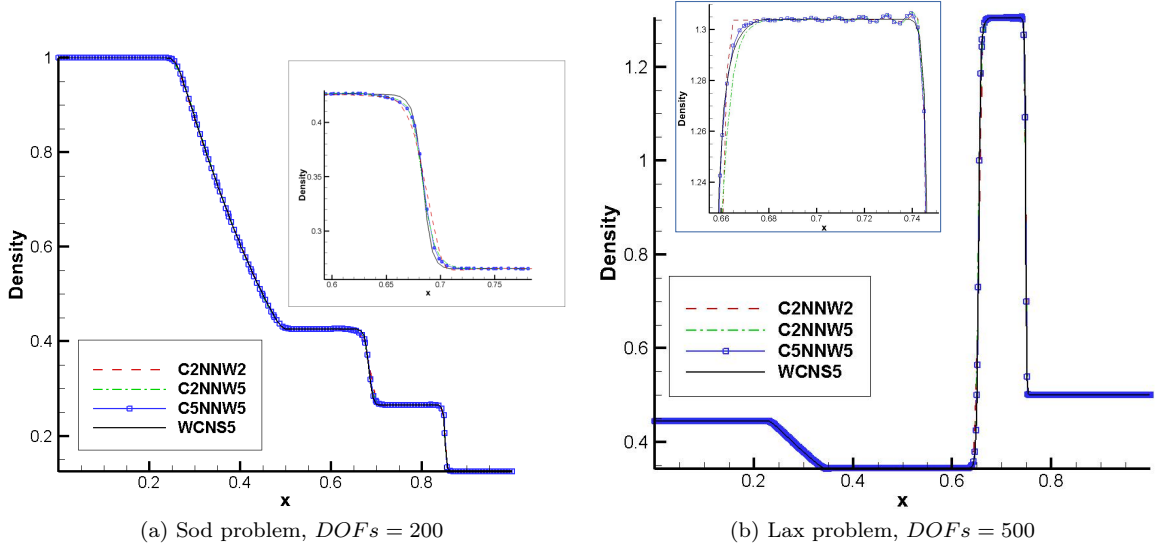 Density
1
0.8
0.6
0.4
0.2
0.2
0.4
0.6
0.8
x
Density
0.4
0.35
0.3
0.6
0.65
0.7
0.75
x
C2NNW2
C2NNW5
C5NNW5
WCNS5
(a) Sod problem, DOFs = 200
Density
1.2
1
0.8
0.6
0.4
0.2
0.4
0.6
0.8
x
Density
1.3
1.28
1.26
1.24
0.66
0.68
0.7
0.72
0.74
x
C2NNW2
C2NNW5
C5NNW5
WCNS5
(b) Lax problem, DOFs = 500